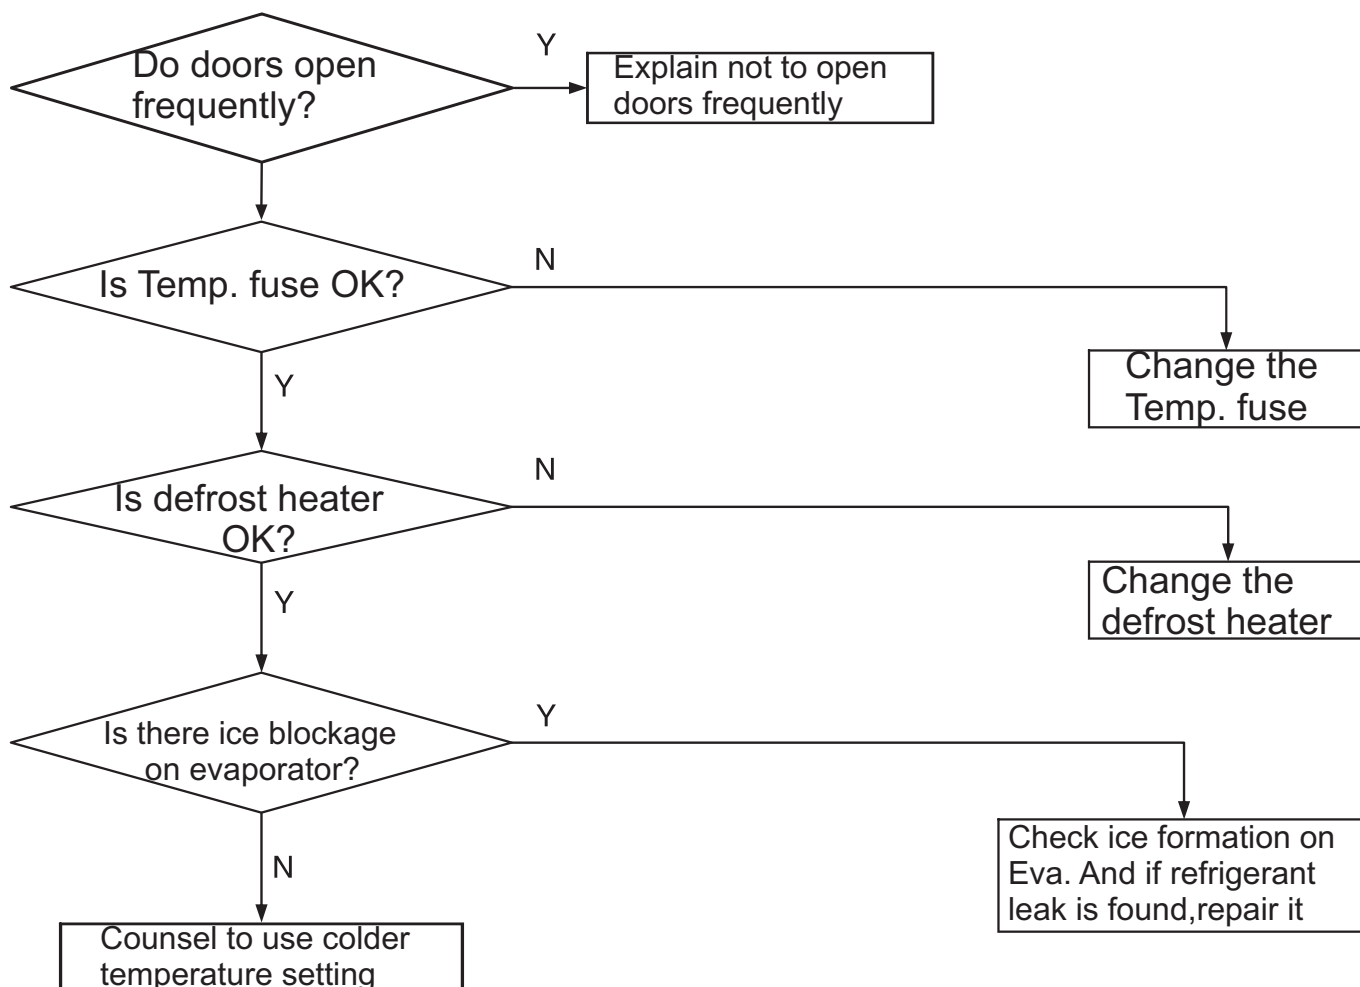 Do doors open
frequently?
Y
Explain not to open
doors frequently
Is Temp. fuse OK?
N
Change the
Temp. fuse
Y
Is defrost heater
OK?
N
Change the
defrost heater
Y
Is there ice blockage
on evaporator?
Y
Check ice formation on
Eva. And if refrigerant
leak is found,repair it
N
Counsel to use colder
temperature setting